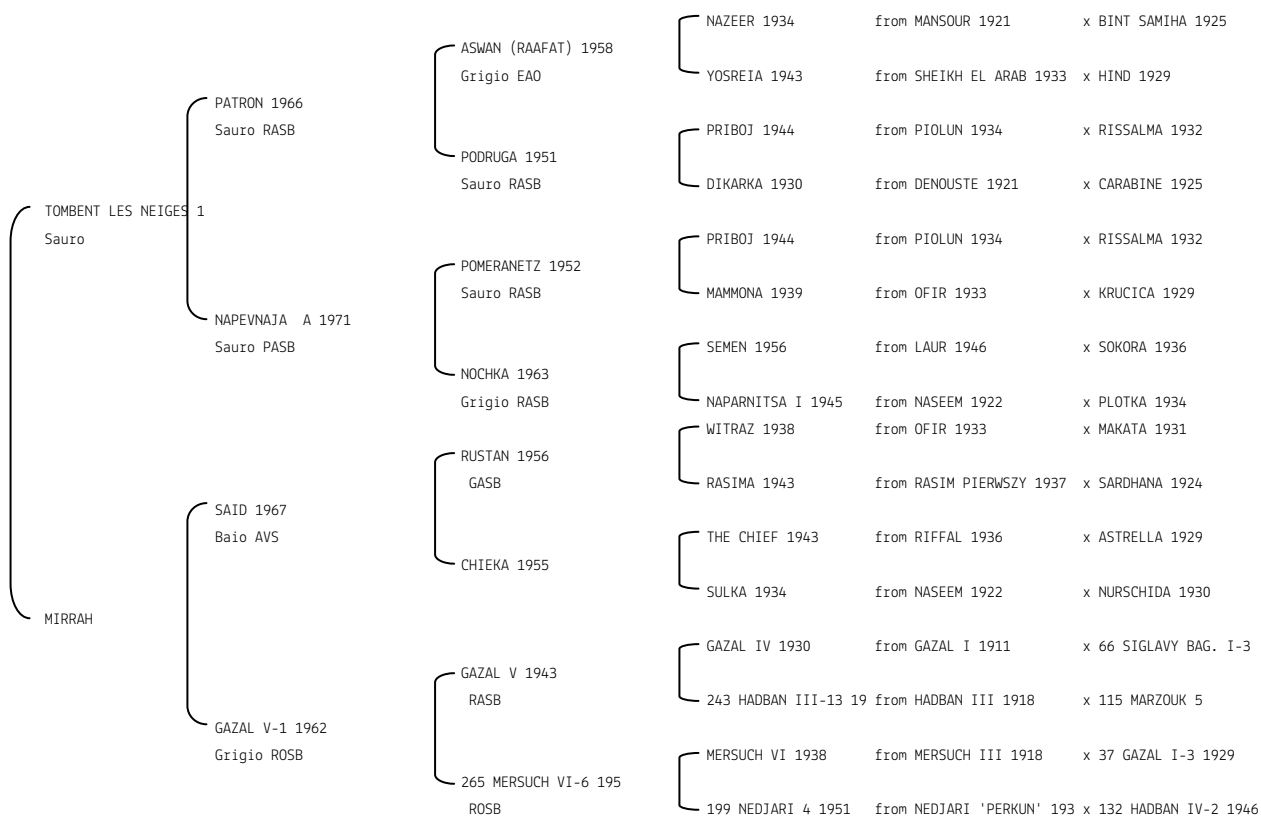 NAZEER 1934 from MANSOUR 1921 x BINT SAMIHA 1925
ASWAN (RAAFAT) 1958
Grigio EAO YOSREIA 1943 from SHEIKH EL ARAB 1933 x HIND 1929
PATRON 1966
Sauro RASB PRIBOJ 1944 from PIOLUN 1934 x RISSALMA 1932
PODRUGA 1951
Sauro RASB DIKARKA 1930 from DENOUSTE 1921 x CARABINE 1925
TOMBENT LES NEIGES 1
Sauro PRIBOJ 1944 from PIOLUN 1934 x RISSALMA 1932
POMERANETZ 1952
Sauro RASB MAMMONA 1939 from OFIR 1933 x KRUCICA 1929
NAPEVNAJA A 1971
Sauro PASB SEMEN 1956 from LAUR 1946 x SOKORA 1936
NOCHKA 1963
Grigio RASB NAPARNITSA I 1945 from NASEEM 1922 x PLOTKA 1934
WITRAZ 1938 from OFIR 1933 x MAKATA 1931
RUSTAN 1956
GASB RASIMA 1943 from RASIM PIERWSZY 1937 x SARDHANA 1924
SAID 1967
Baio AVS THE CHIEF 1943 from RIFFAL 1936 x ASTRELLA 1929
CHIEKA 1955
SULKA 1934 from NASEEM 1922 x NURSCHIDA 1930
MIRRAH
GAZAL IV 1930 from GAZAL I 1911 x 66 SIGLAVY BAG. I-3
GAZAL V 1943
RASB 243 HADBAN III-13 19 from HADBAN III 1918 x 115 MARZOUK 5
GAZAL V-1 1962
Grigio ROSB MERSUCH VI 1938 from MERSUCH III 1918 x 37 GAZAL I-3 1929
265 MERSUCH VI-6 195
ROSB 199 NEDJARI 4 1951 from NEDJARI 'PERKUN' 193 x 132 HADBAN IV-2 1946